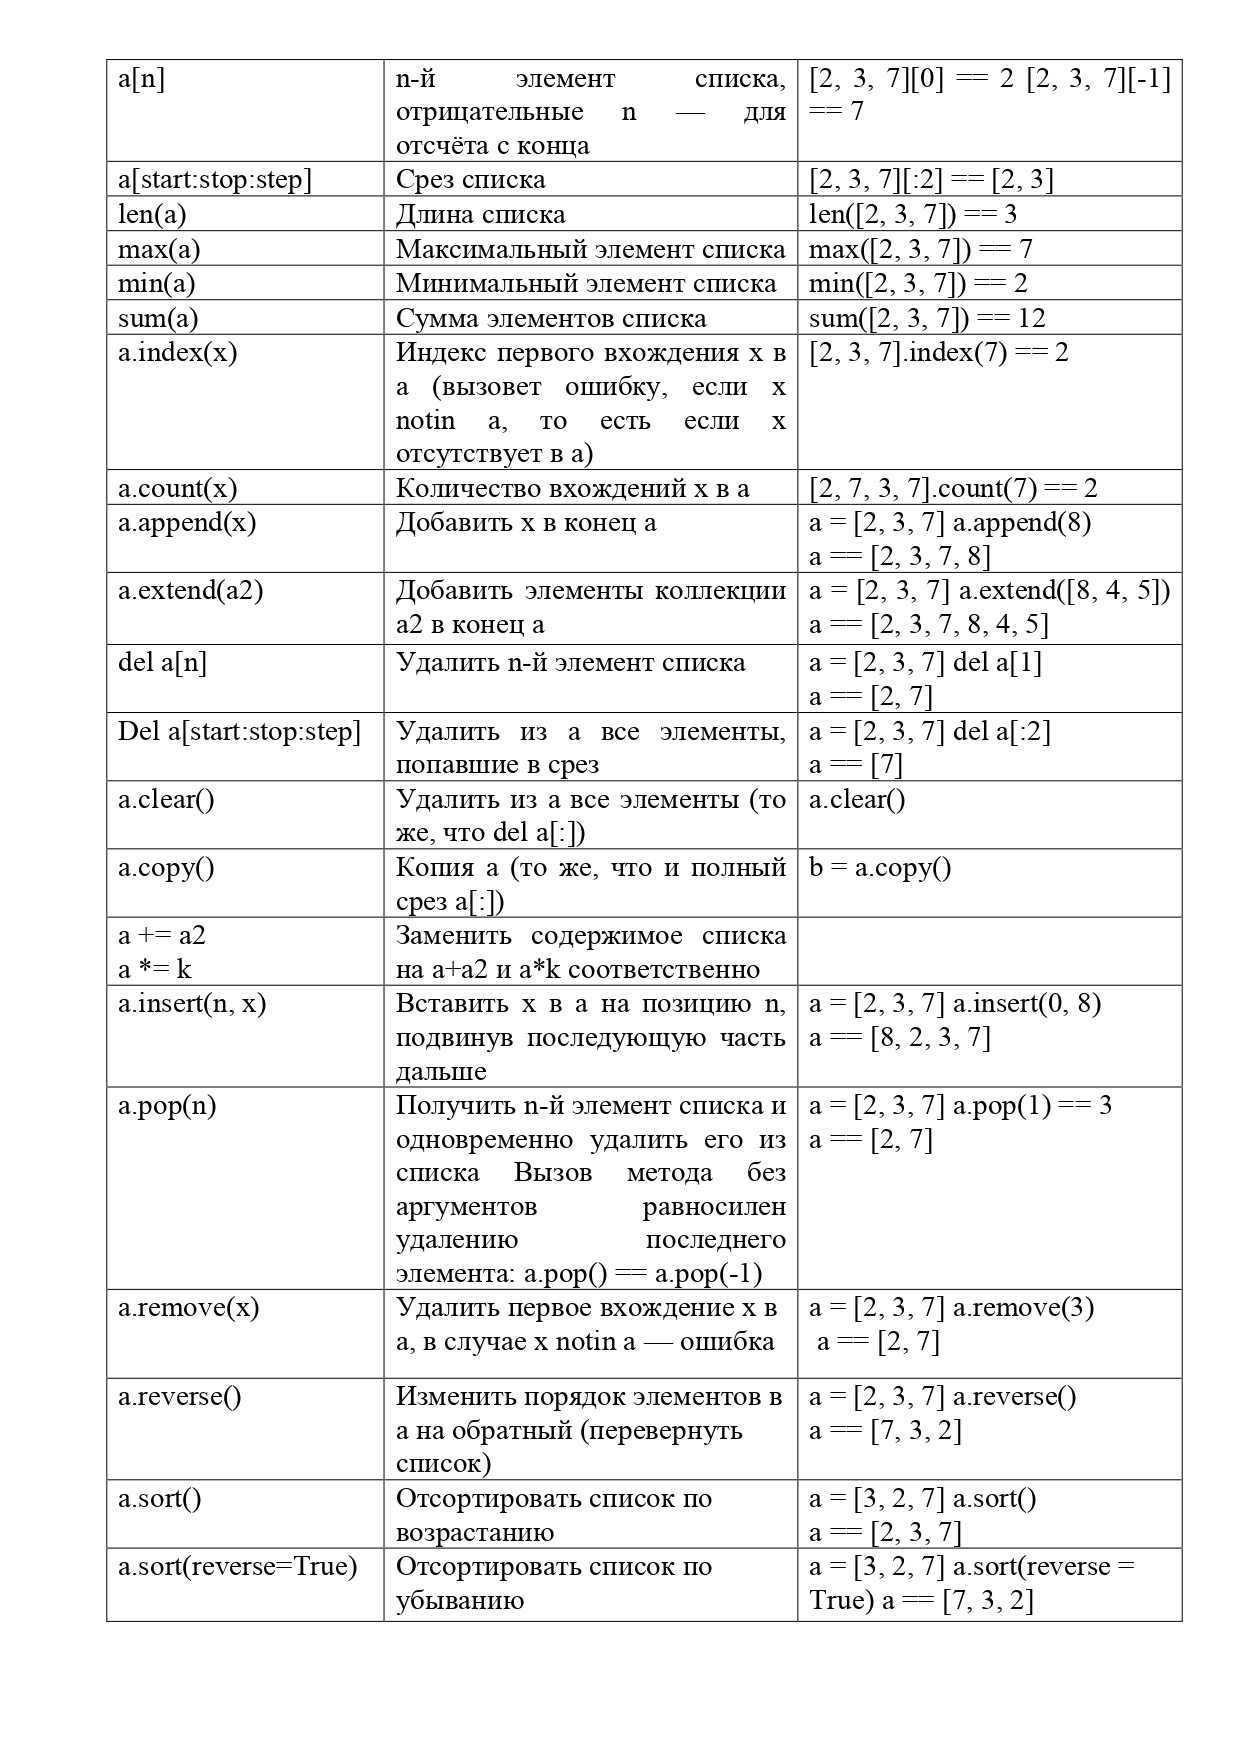 a[n]
n-й элемент списка,
отрицательные n — для
отсчёта с конца
[2, 3, 7][0] == 2 [2, 3, 7][-1]
== 7
a[start:stop:step]
Срез списка
[2, 3, 7][:2] == [2, 3]
len(a)
Длина списка
len([2, 3, 7]) == 3
max(a)
Максимальный элемент списка
max([2, 3, 7]) == 7
min(a)
Минимальный элемент списка
min([2, 3, 7]) == 2
sum(a)
Сумма элементов списка
sum([2, 3, 7]) == 12
a.index(x)
Индекс первого вхождения x в
a (вызовет ошибку, если x
notin a, то есть если x
отсутствует в a)
[2, 3, 7].index(7) == 2
a.count(x)
Количество вхождений x в a
[2, 7, 3, 7].count(7) == 2
a.append(x)
Добавить x в конец a
a = [2, 3, 7] a.append(8)
a == [2, 3, 7, 8]
a.extend(a2)
Добавить элементы коллекции
a2 в конец a
a = [2, 3, 7] a.extend([8, 4, 5])
a == [2, 3, 7, 8, 4, 5]
del a[n]
Удалить n-й элемент списка
a = [2, 3, 7] del a[1]
a == [2, 7]
Del a[start:stop:step]
Удалить из a все элементы,
попавшие в срез
a = [2, 3, 7] del a[:2]
a == [7]
a.clear()
Удалить из a все элементы (то
же, что del a[:])
a.clear()
a.copy()
Копия a (то же, что и полный
срез a[:])
b = a.copy()
a += a2
a *= k
Заменить содержимое списка
на a+a2 и a*k соответственно
a.insert(n, x)
Вставить x в a на позицию n,
подвинув последующую часть
дальше
a = [2, 3, 7] a.insert(0, 8)
a == [8, 2, 3, 7]
a.pop(n)
Получить n-й элемент списка и
одновременно удалить его из
списка Вызов метода без
аргументов равносилен
удалению последнего
элемента: a.pop() == a.pop(-1)
a = [2, 3, 7] a.pop(1) == 3
a == [2, 7]
a.remove(x)
Удалить первое вхождение x в
a, в случае x notin a — ошибка
a = [2, 3, 7] a.remove(3)
a == [2, 7]
a.reverse()
Изменить порядок элементов в
a на обратный (перевернуть
список)
a = [2, 3, 7] a.reverse()
a == [7, 3, 2]
a.sort()
Отсортировать список по
возрастанию
a = [3, 2, 7] a.sort()
a == [2, 3, 7]
a.sort(reverse=True)
Отсортировать список по
убыванию
a = [3, 2, 7] a.sort(reverse =
True) a == [7, 3, 2]